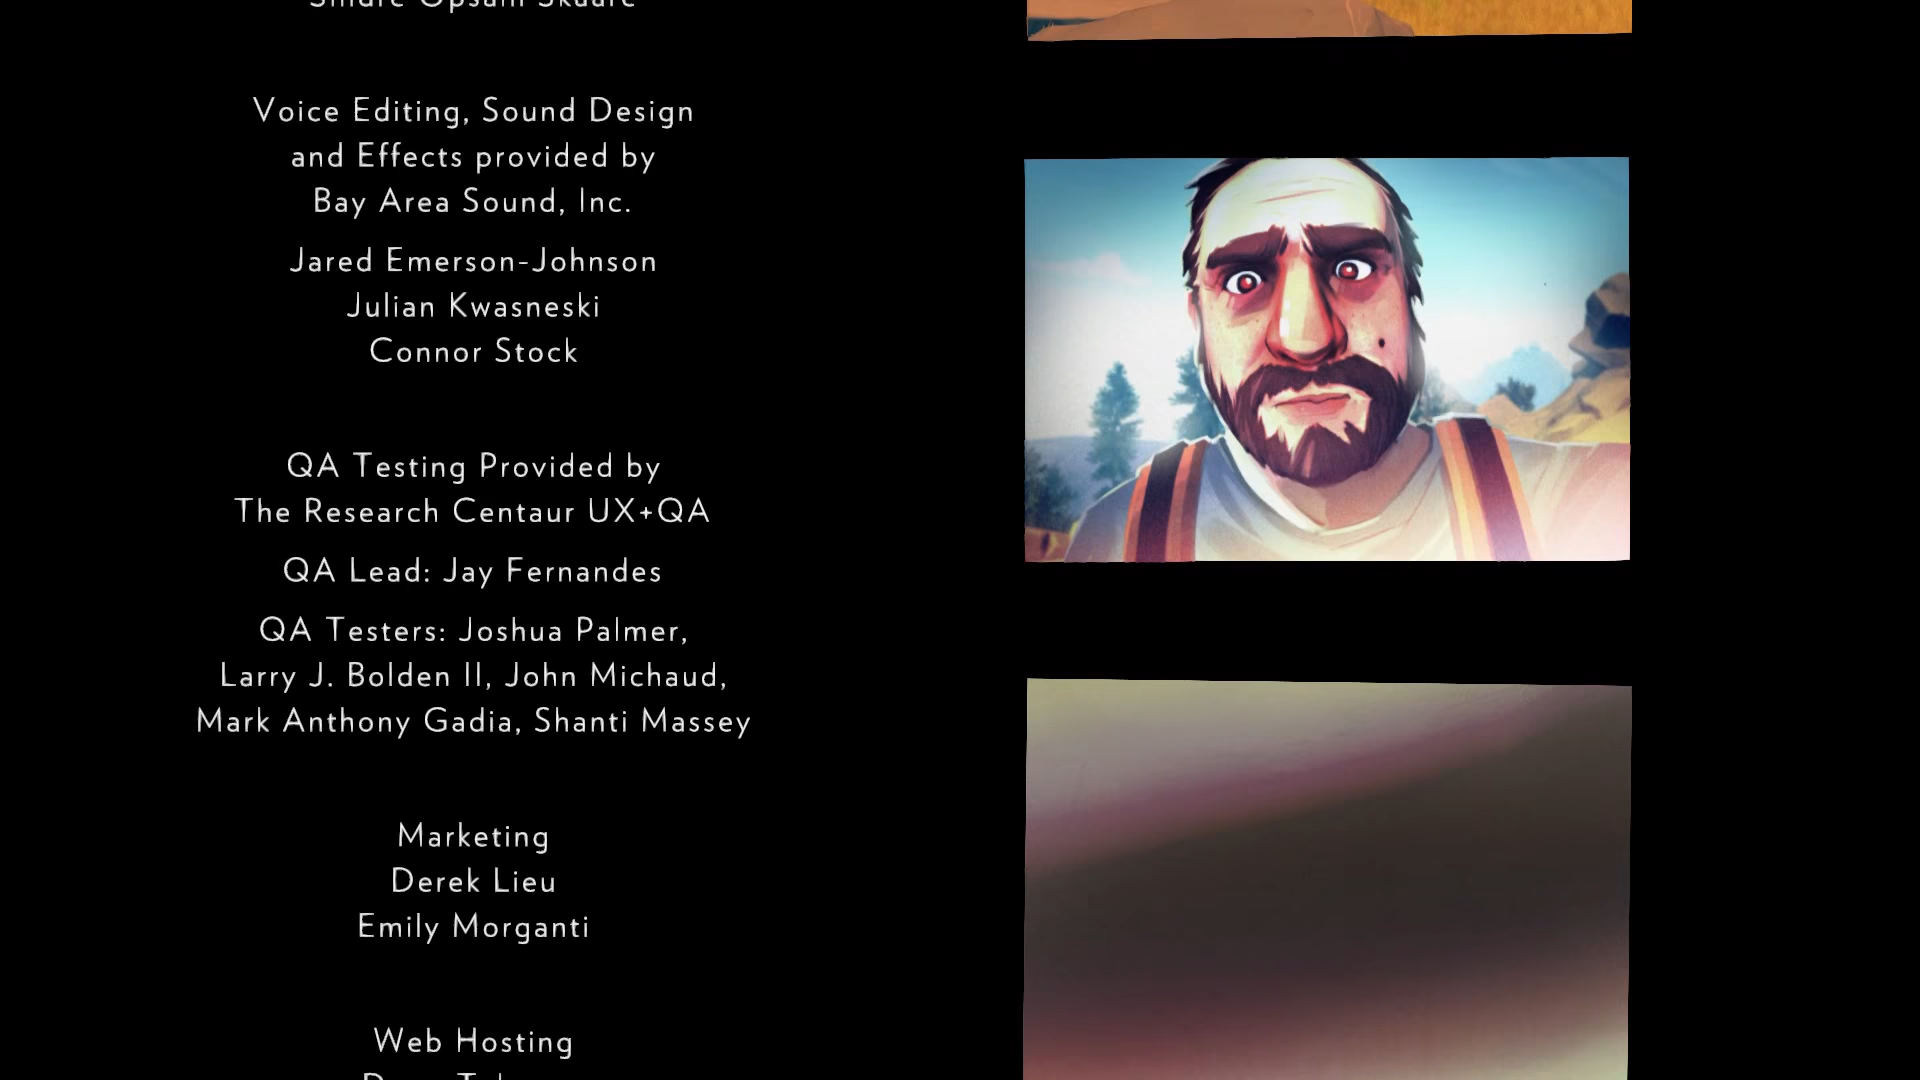 Voice Editing, Sound Design
and Effects provided by
Bay Area Sound, Inc.
Jared Emerson-Johnson
Julian Kwasneski
Connor Stock
QA Testing Provided by
The Research Centaur UX+QA
QA Lead: Jay Fernandes
QA Testers: Joshua Palmer,
Larry J. Bolden II, John Michaud,
Mark Anthony Gadia, Shanti Massey
Marketing
Derek Lieu
Emily Morganti
Web Hosting